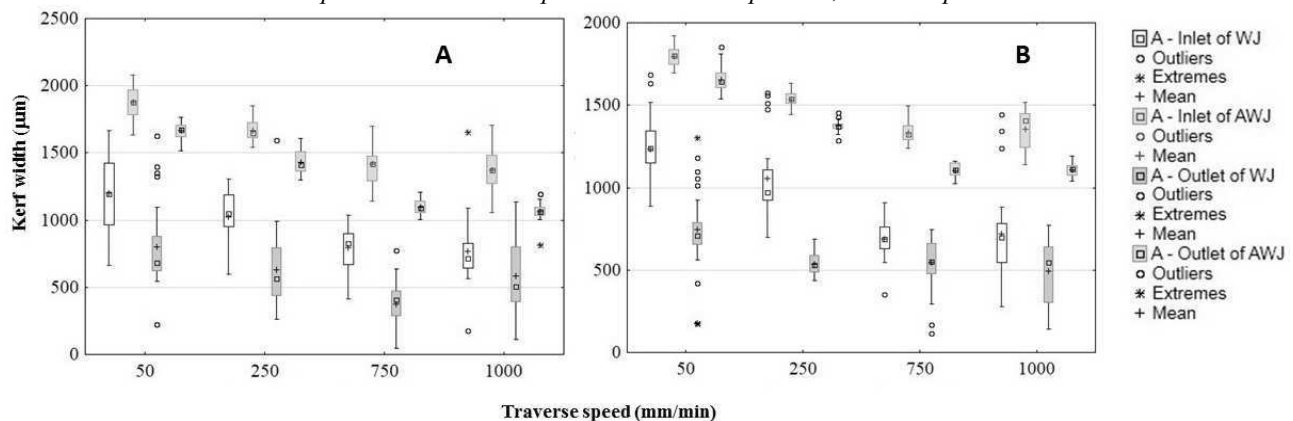 2500
2000
1500
1000
500
0
Kerf width (µm)
A
50
250
750
1000
2000
1500
1000
500
0
B
50
250
750
1000
Traverse speed (mm/min)
A - Inlet of WJ
Outliers
Extremes
Mean
A - Inlet of AWJ
Outliers
Mean
A - Outlet of WJ
Outliers
Extremes
Mean
A - Outlet of AWJ
Outliers
Extremes
Mean